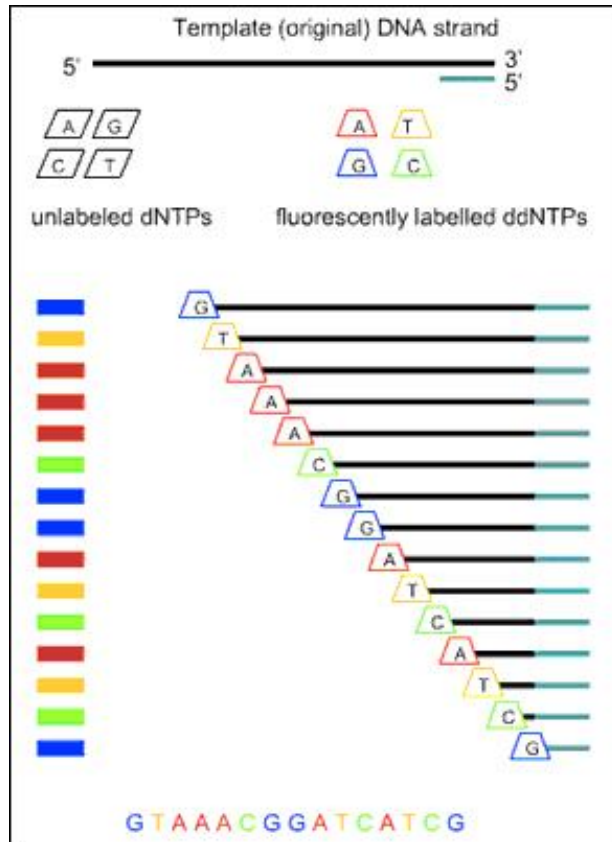 Template (original) DNA strand
5' 3'
5'
A G A T
C T G C
unlabeled dNTPs fluorescently labelled ddNTPs
G
T
A
A
A
C
G
G
A
T
C
A
T
C
G
GTAAACGGATCATCG